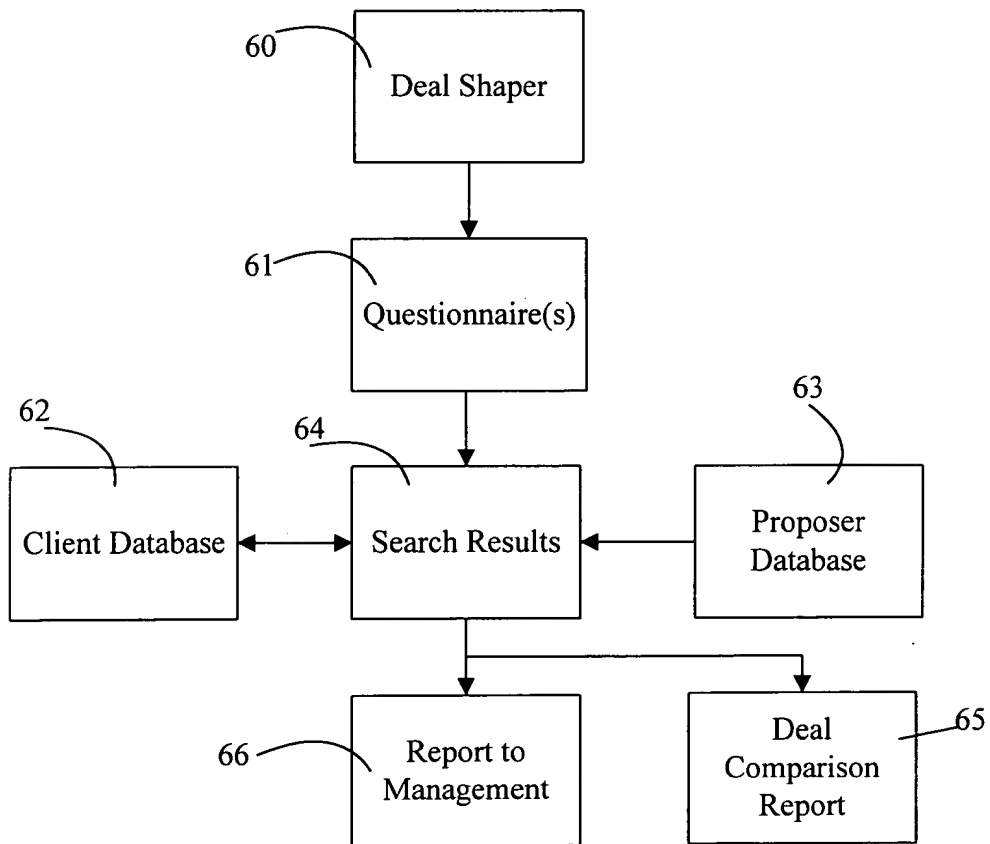 60
Deal Shaper
61
Questionnaire(s)
62
64
63
Client Database
Search Results
Proposer
Database
66
Report to
Management
Deal
Comparison
Report
65